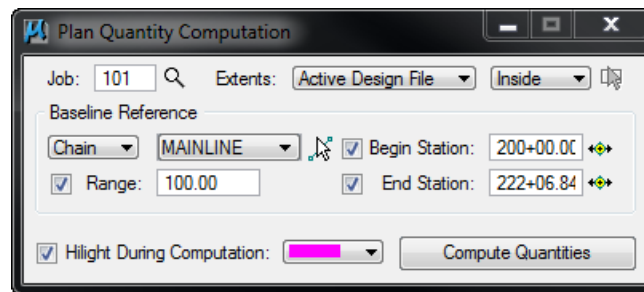 Plan Quantity Computation
Job: 101 Extents: Active Design File Inside
Baseline Reference
Chain MAINLINE Begin Station: 200+00.00
Range: 100.00 End Station: 222+06.84
Hilight During Computation: Compute Quantities